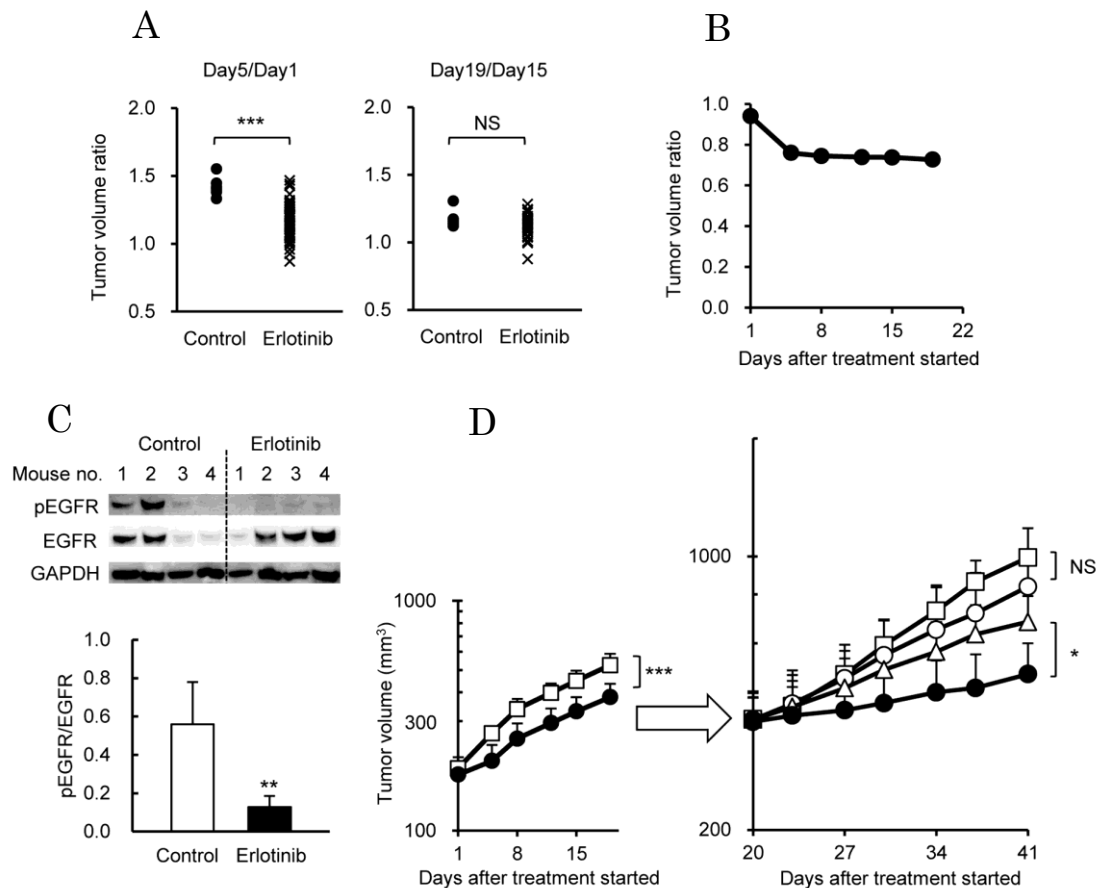 A
Day5/Day1
Day19/Day15
Tumor volume ratio
2.0
1.5
1.0
0.5
***
Control Erlotinib
2.0
1.5
1.0
0.5
NS
Control Erlotinib
B
Tumor volume ratio
1.0
0.8
0.6
0.4
0.2
0.0
1 8 15 22
Days after treatment started
C
Control Erlotinib
Mouse no. 1 2 3 4 1 2 3 4
pEGFR
EGFR
GAPDH
pEGFR/EGFR
1.0
0.8
0.6
0.4
0.2
0.0
**
Control Erlotinib
D
Tumor volume (mm³)
1000
300
100
***
1 8 15
Days after treatment started
1000
200
NS
*
20 27 34 41
Days after treatment started